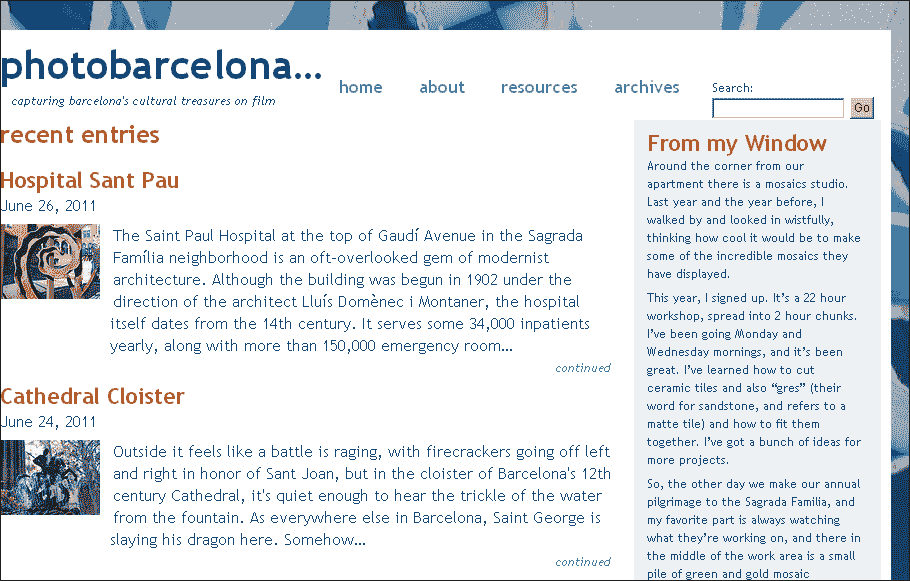 photobarcelona...
capturing barcelona's cultural treasures on film
home about resources archives
Search:
Go
recent entries
Hospital Sant Pau
June 26, 2011
The Saint Paul Hospital at the top of Gaudí Avenue in the Sagrada
Família neighborhood is an oft-overlooked gem of modernist
architecture. Although the building was begun in 1902 under the
direction of the architect Lluís Domènec i Montaner, the hospital
itself dates from the 14th century. It serves some 34,000 inpatients
yearly, along with more than 150,000 emergency room...
continued
Cathedral Cloister
June 24, 2011
Outside it feels like a battle is raging, with firecrackers going off left
and right in honor of Sant Joan, but in the cloister of Barcelona's 12th
century Cathedral, it's quiet enough to hear the trickle of the water
from the fountain. As everywhere else in Barcelona, Saint George is
slaying his dragon here. Somehow...
continued
From my Window
Around the corner from our
apartment there is a mosaics studio.
Last year and the year before, I
walked by and looked in wistfully,
thinking how cool it would be to make
some of the incredible mosaics they
have displayed.
This year, I signed up. It's a 22 hour
workshop, spread into 2 hour chunks.
I've been going Monday and
Wednesday mornings, and it's been
great. I've learned how to cut
ceramic tiles and also “gres” (their
word for sandstone, and refers to a
matte tile) and how to fit them
together. I've got a bunch of ideas for
more projects.
So, the other day we make our annual
pilgrimage to the Sagrada Familia, and
my favorite part is always watching
what they're working on, and there in
the middle of the work area is a small
pile of green and gold mosaic